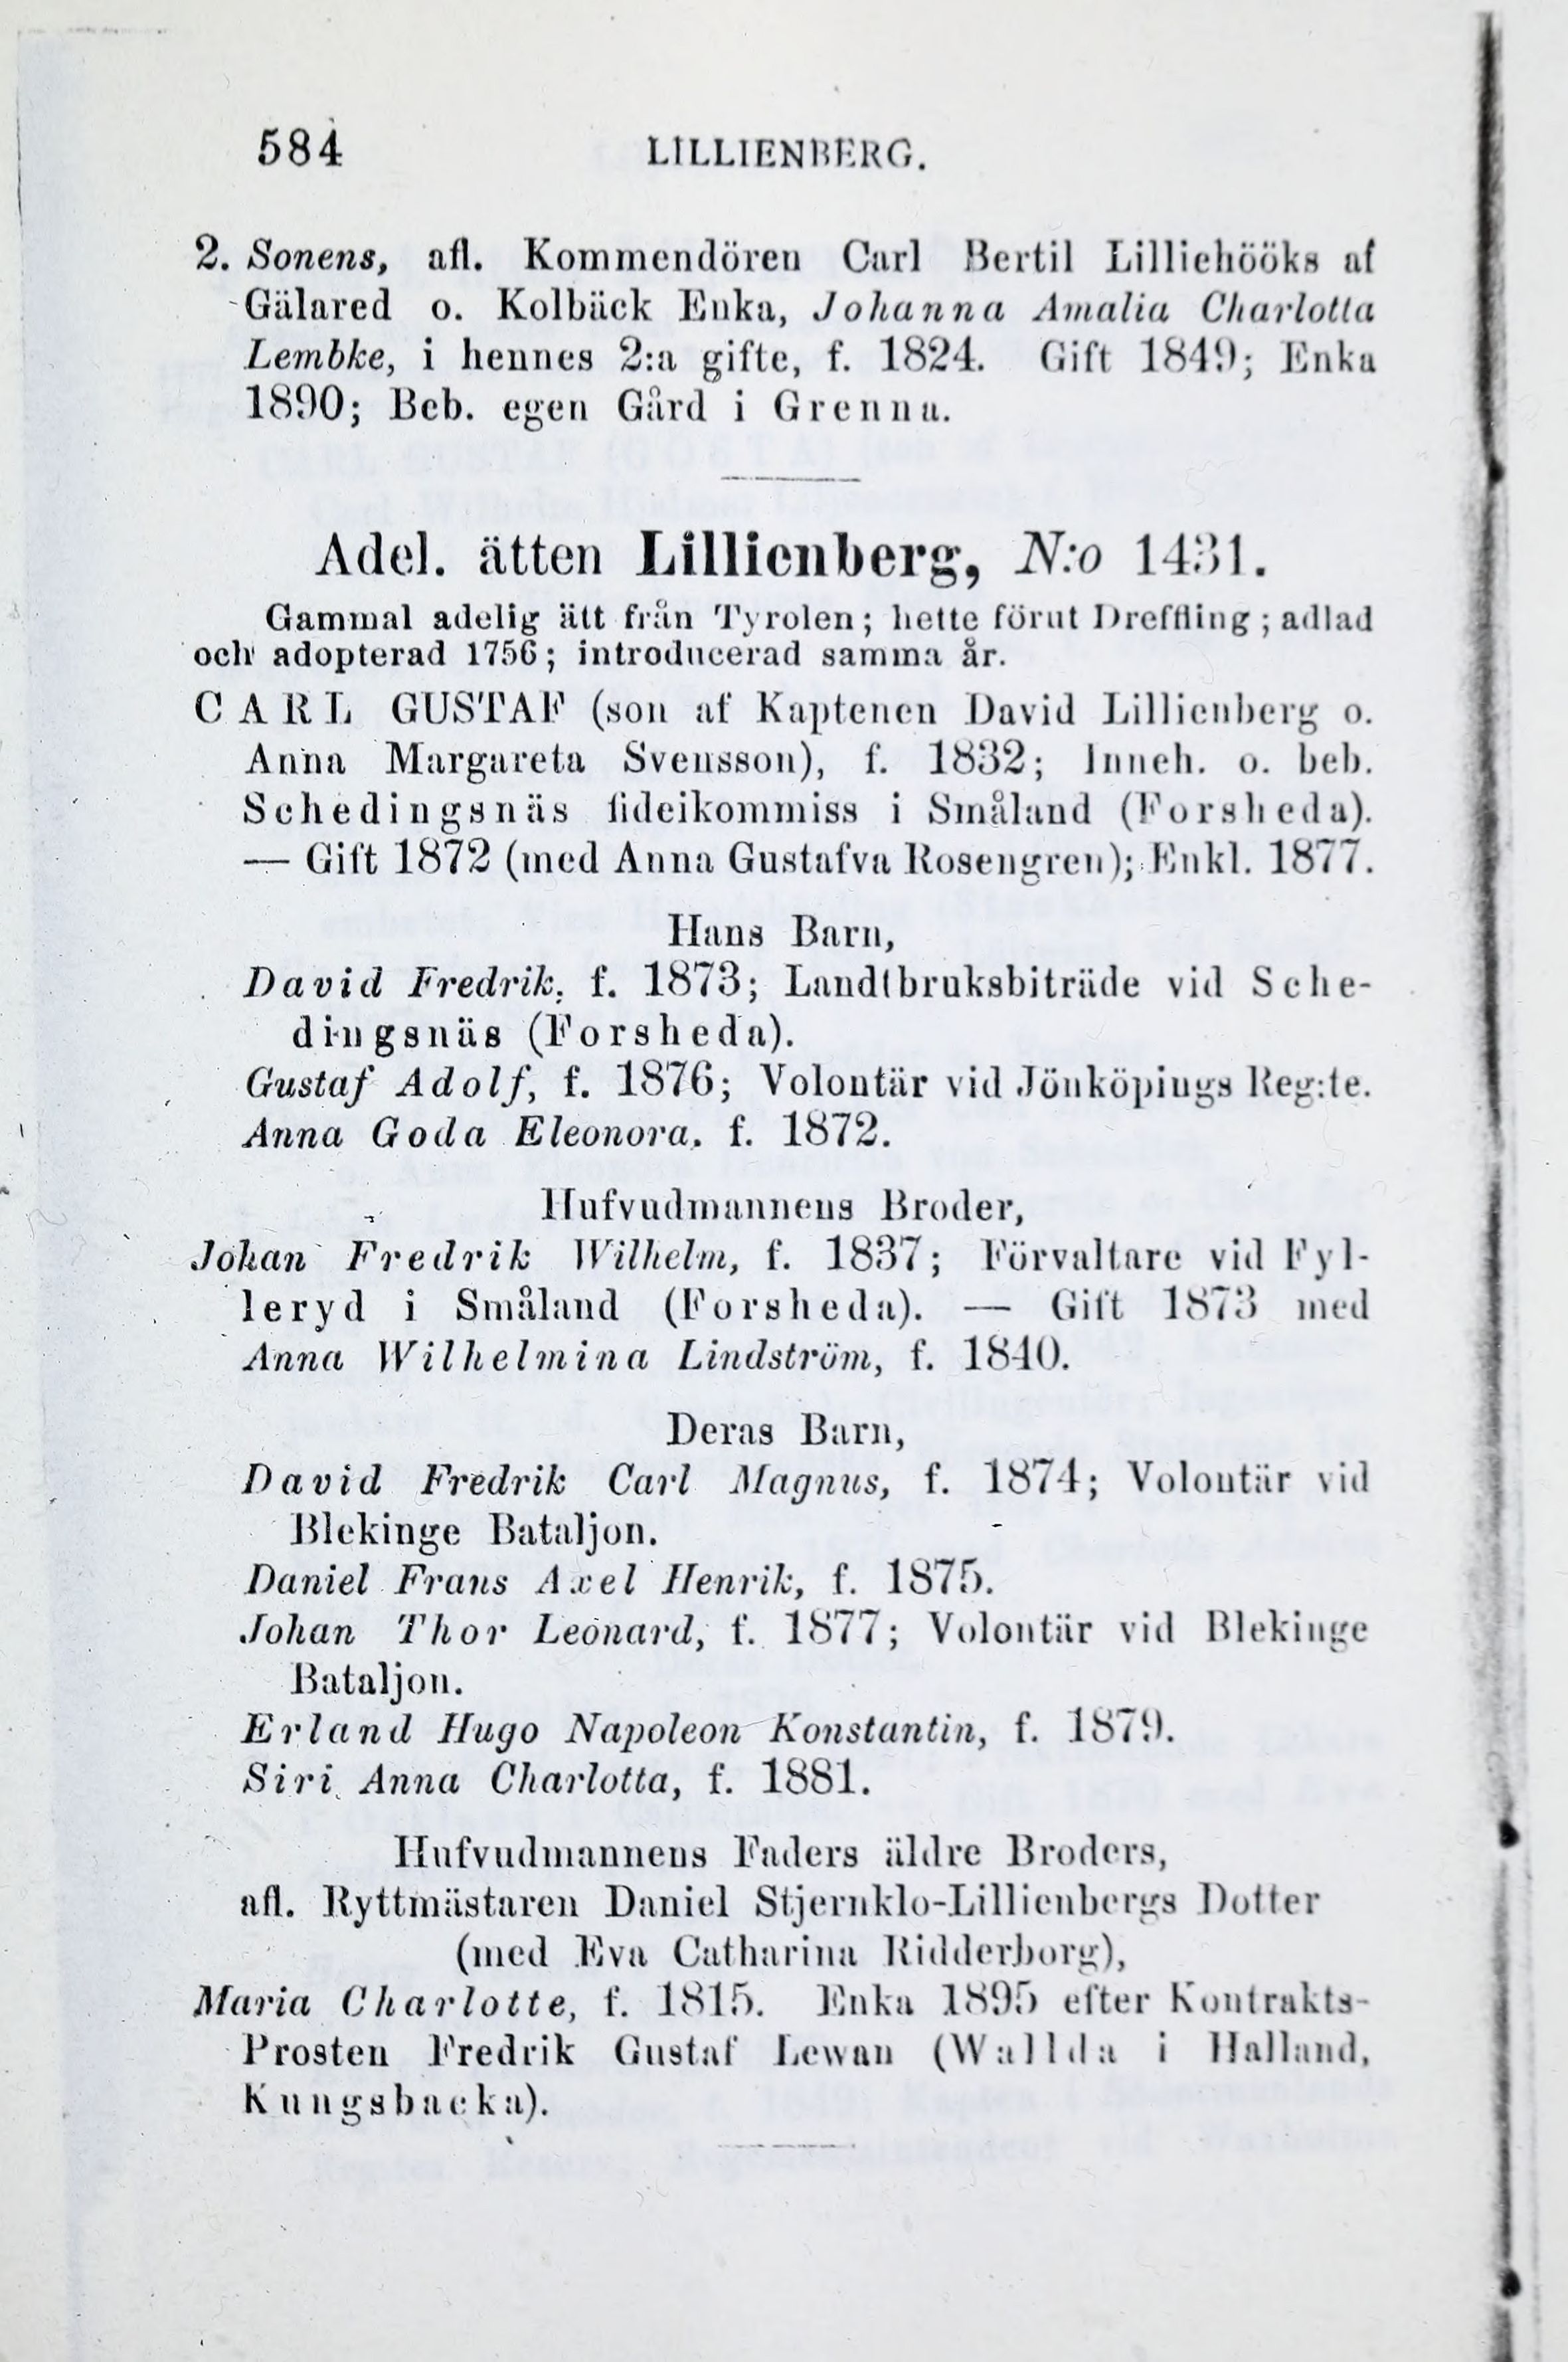 584 LILLIENBERG.
2. Sonens, afl. Kommendören Carl Bertil Lilliehööks af
Gälared o. Kolbäck Enka, Johanna Amalia Charlotta
Lembke, i hennes 2:a gifte, f. 1824. Gift 1849; Enka
1890; Beb. egen Gård i Grenna.
Adel. ätten Lillienberg, N:o 1431.
Gammal adelig ätt från Tyrolen; hette förut Dreffling; adlad
och adopterad 1756; introducerad samma år.
CARL GUSTAF (son af Kaptenen David Lillienberg o.
Anna Margareta Svensson), f. 1832; Inneh. o. beb.
Schedingsnäs fideikommiss i Småland (Forsheda).
— Gift 1872 (med Anna Gustafva Rosengren); Enkl. 1877.
Hans Barn,
David Fredrik, f. 1873; Landtbruksbiträde vid Sche-
dingsnäs (Forsheda).
Gustaf Adolf, f. 1876; Volontär vid Jönköpings Reg:te.
Anna Goda Eleonora, f. 1872.
Hufvudmannens Broder,
Johan Fredrik Wilhelm, f. 1837; Förvaltare vid Fyl-
leryd i Småland (Forsheda). — Gift 1873 med
Anna Wilhelmina Lindström, f. 1840.
Deras Barn,
David Fredrik Carl Magnus, f. 1874; Volontär vid
Blekinge Bataljon.
Daniel Frans Axel Henrik, f. 1875.
Johan Thor Leonard, f. 1877; Volontär vid Blekinge
Bataljon.
Erland Hugo Napoleon Konstantin, f. 1879.
Siri Anna Charlotta, f. 1881.
Hufvudmannens Faders äldre Broders,
afl. Ryttmästaren Daniel Stjernklo-Lillienbergs Dotter
(med Eva Catharina Ridderborg),
Maria Charlotte, f. 1815. Enka 1895 efter Kontrakts-
Prosten Fredrik Gustaf Lewan (Wallda i Halland,
Kungsbacka).